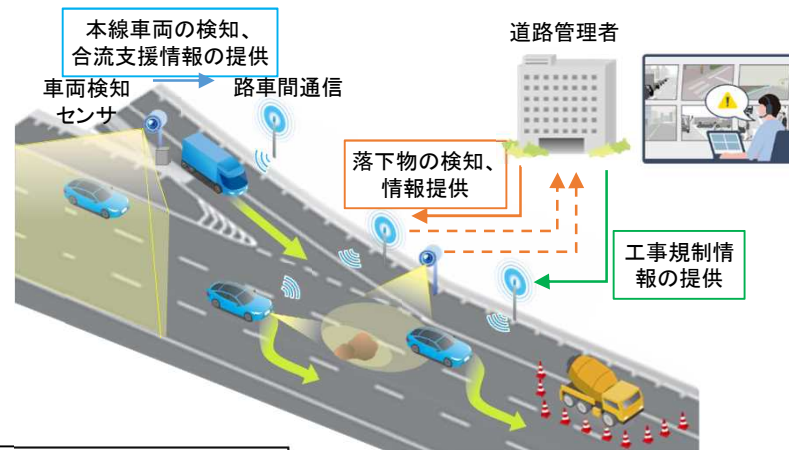 本線車両の検知、
合流支援情報の提供
車両検知
センサ
路車間通信
道路管理者
落下物の検知、
情報提供
工事規制情
報の提供